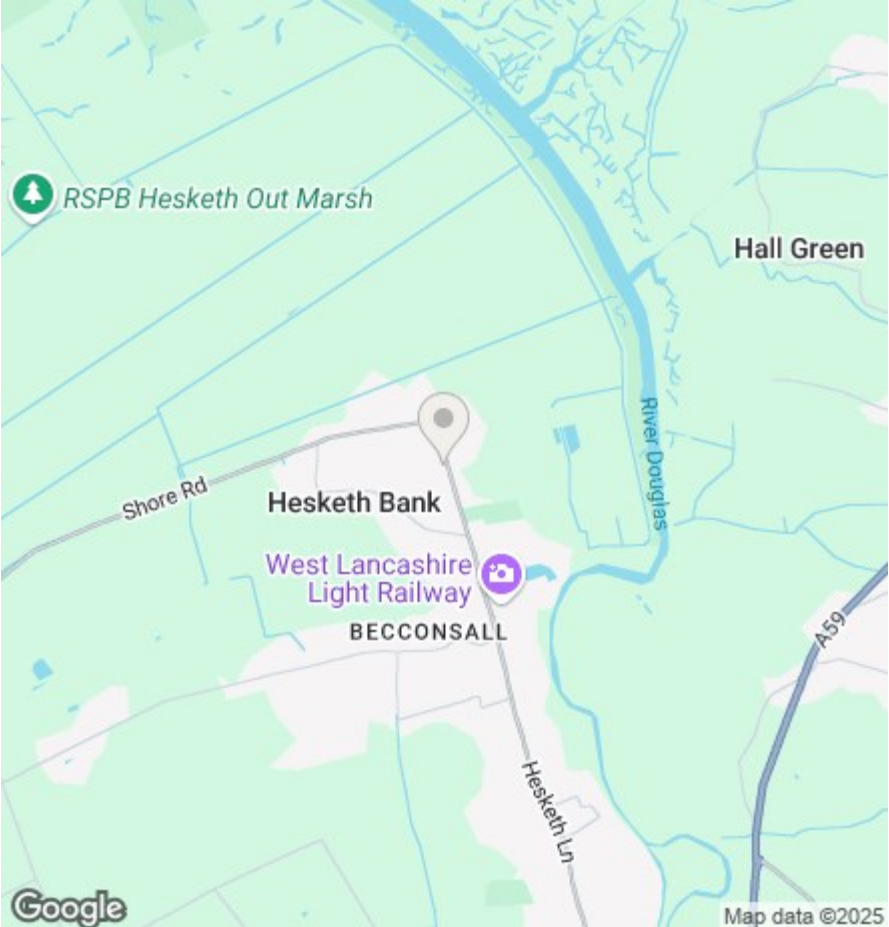 RSPB Hesketh Out Marsh
Hall Green
River Douglas
Shore Rd
Hesketh Bank
West Lancashire
Light Railway
BECCONSALL
A59
Hesketh Ln
Google
Map data ©2025